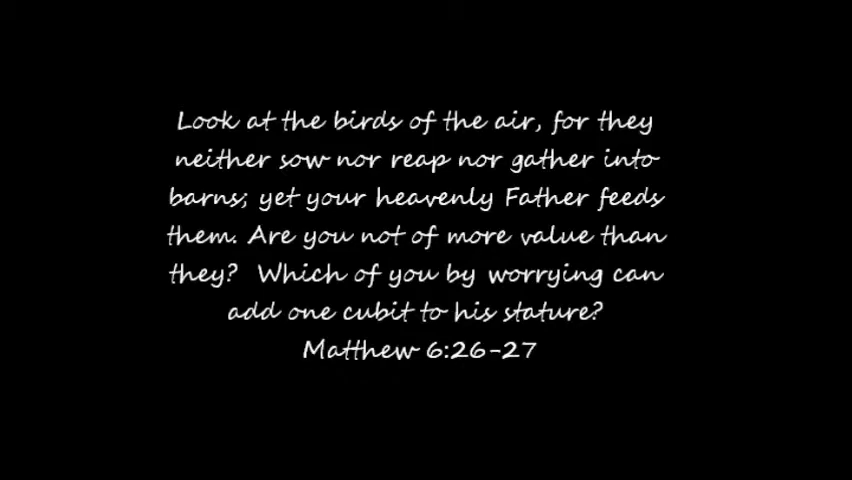 Look at the birds of the air, for they
neither sow nor reap nor gather into
barns; yet your heavenly Father feeds
them. Are you not of more value than
they?  Which of you by worrying can
add one cubit to his stature?
Matthew 6:26-27